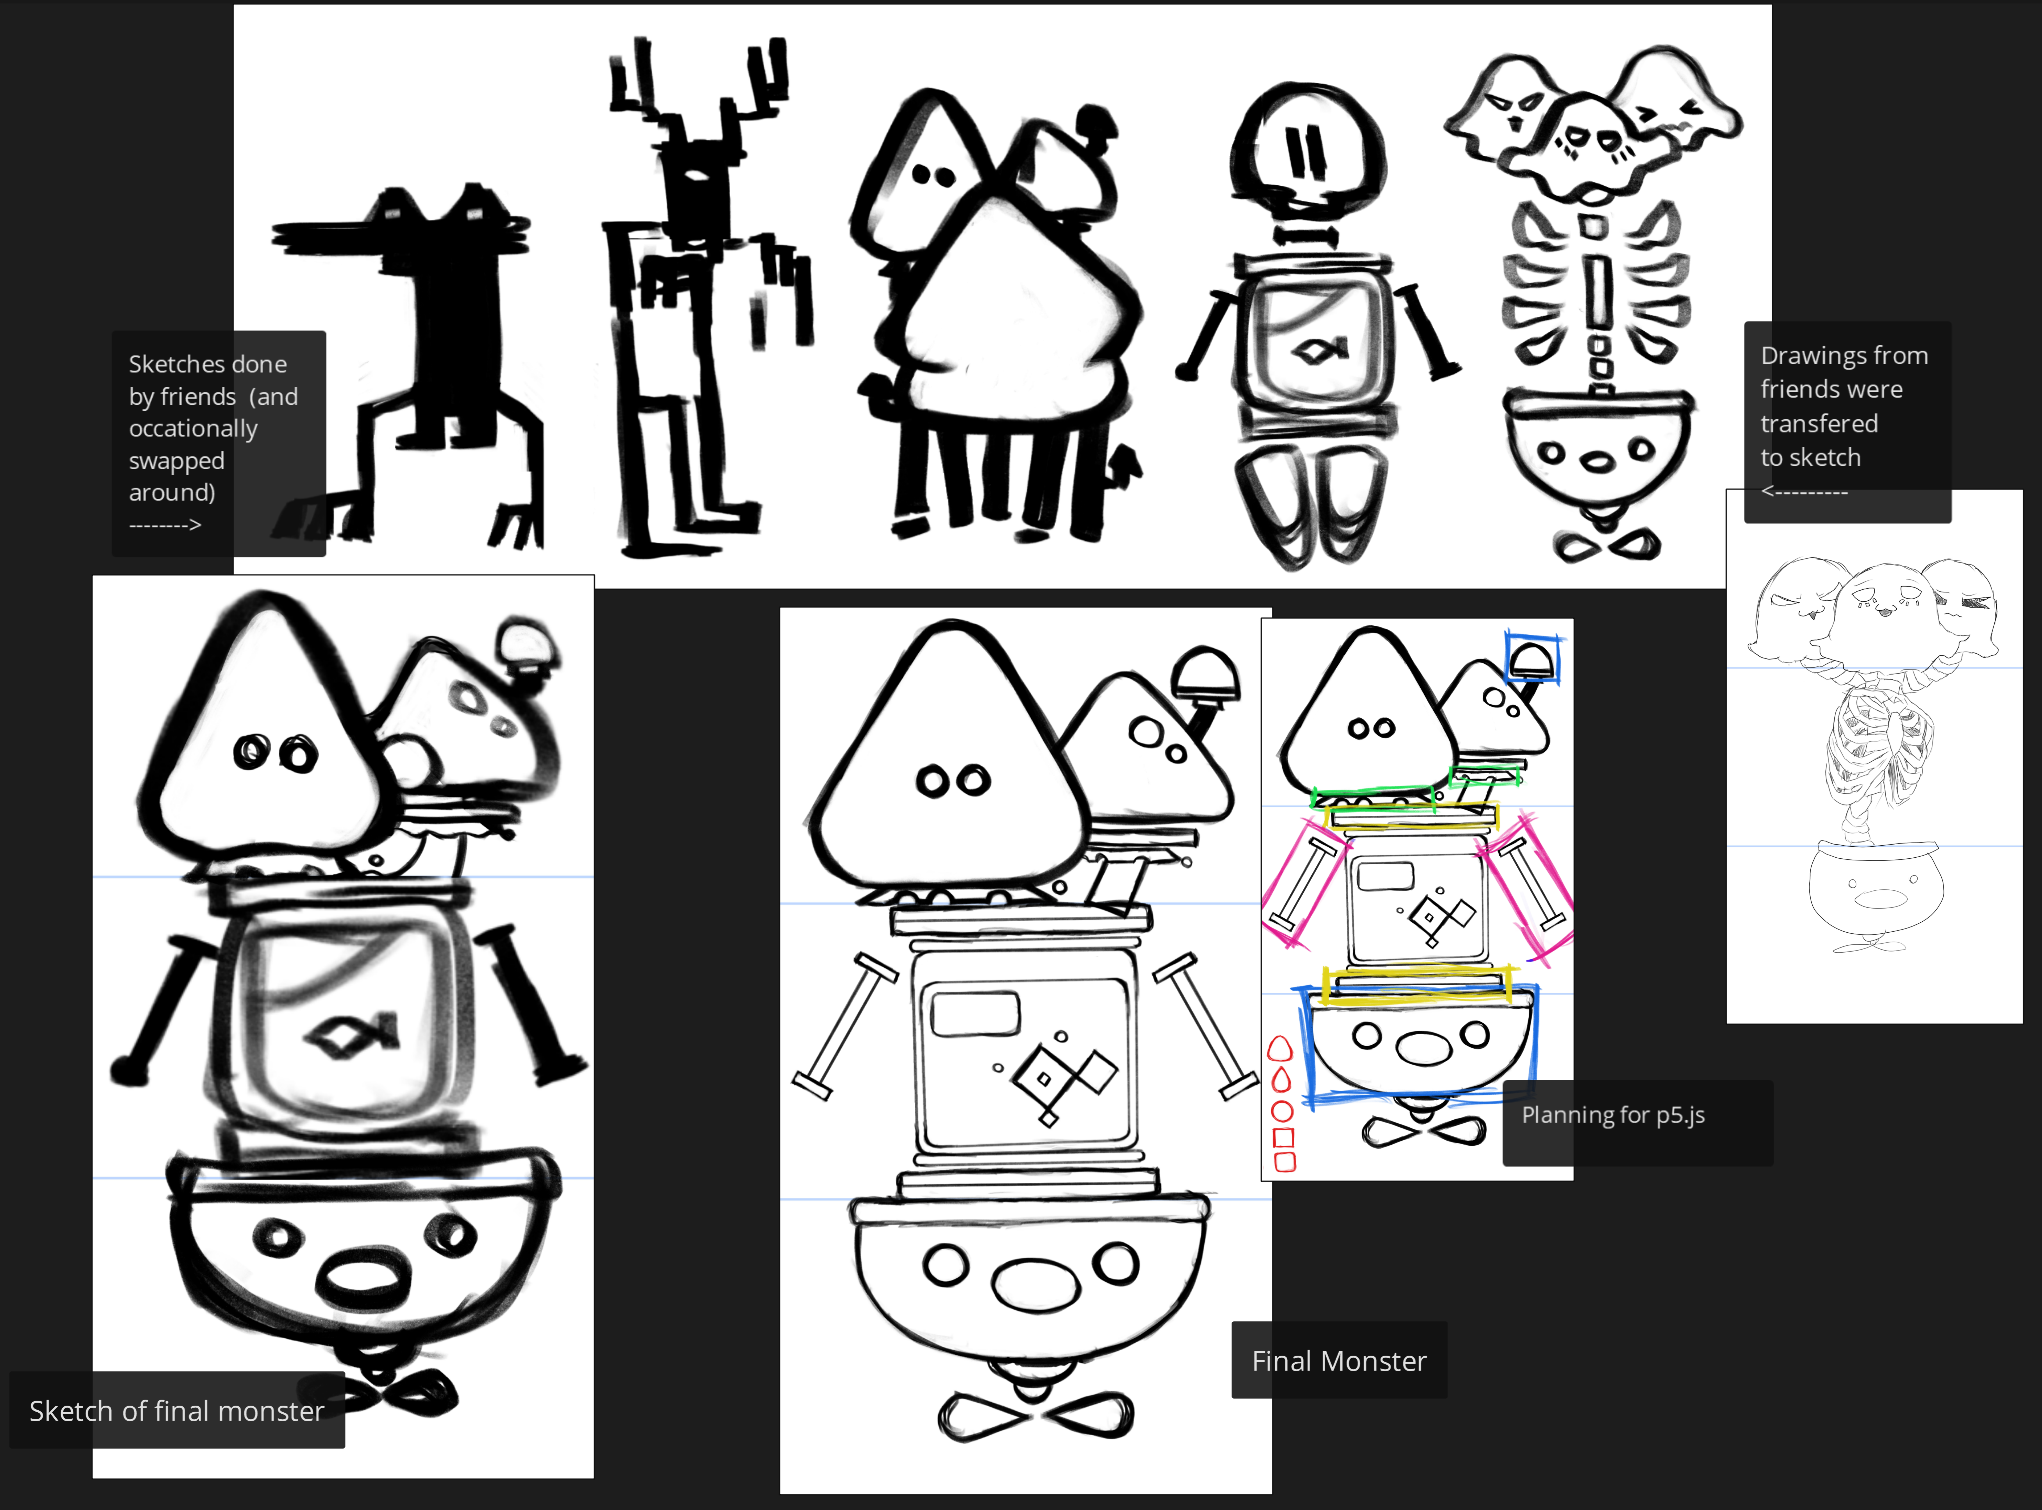 Sketches done
by friends  (and
occationally
swapped
around)
-------->
Drawings from
friends were
transfered
to sketch
<---------
Planning for p5.js
Final Monster
Sketch of final monster